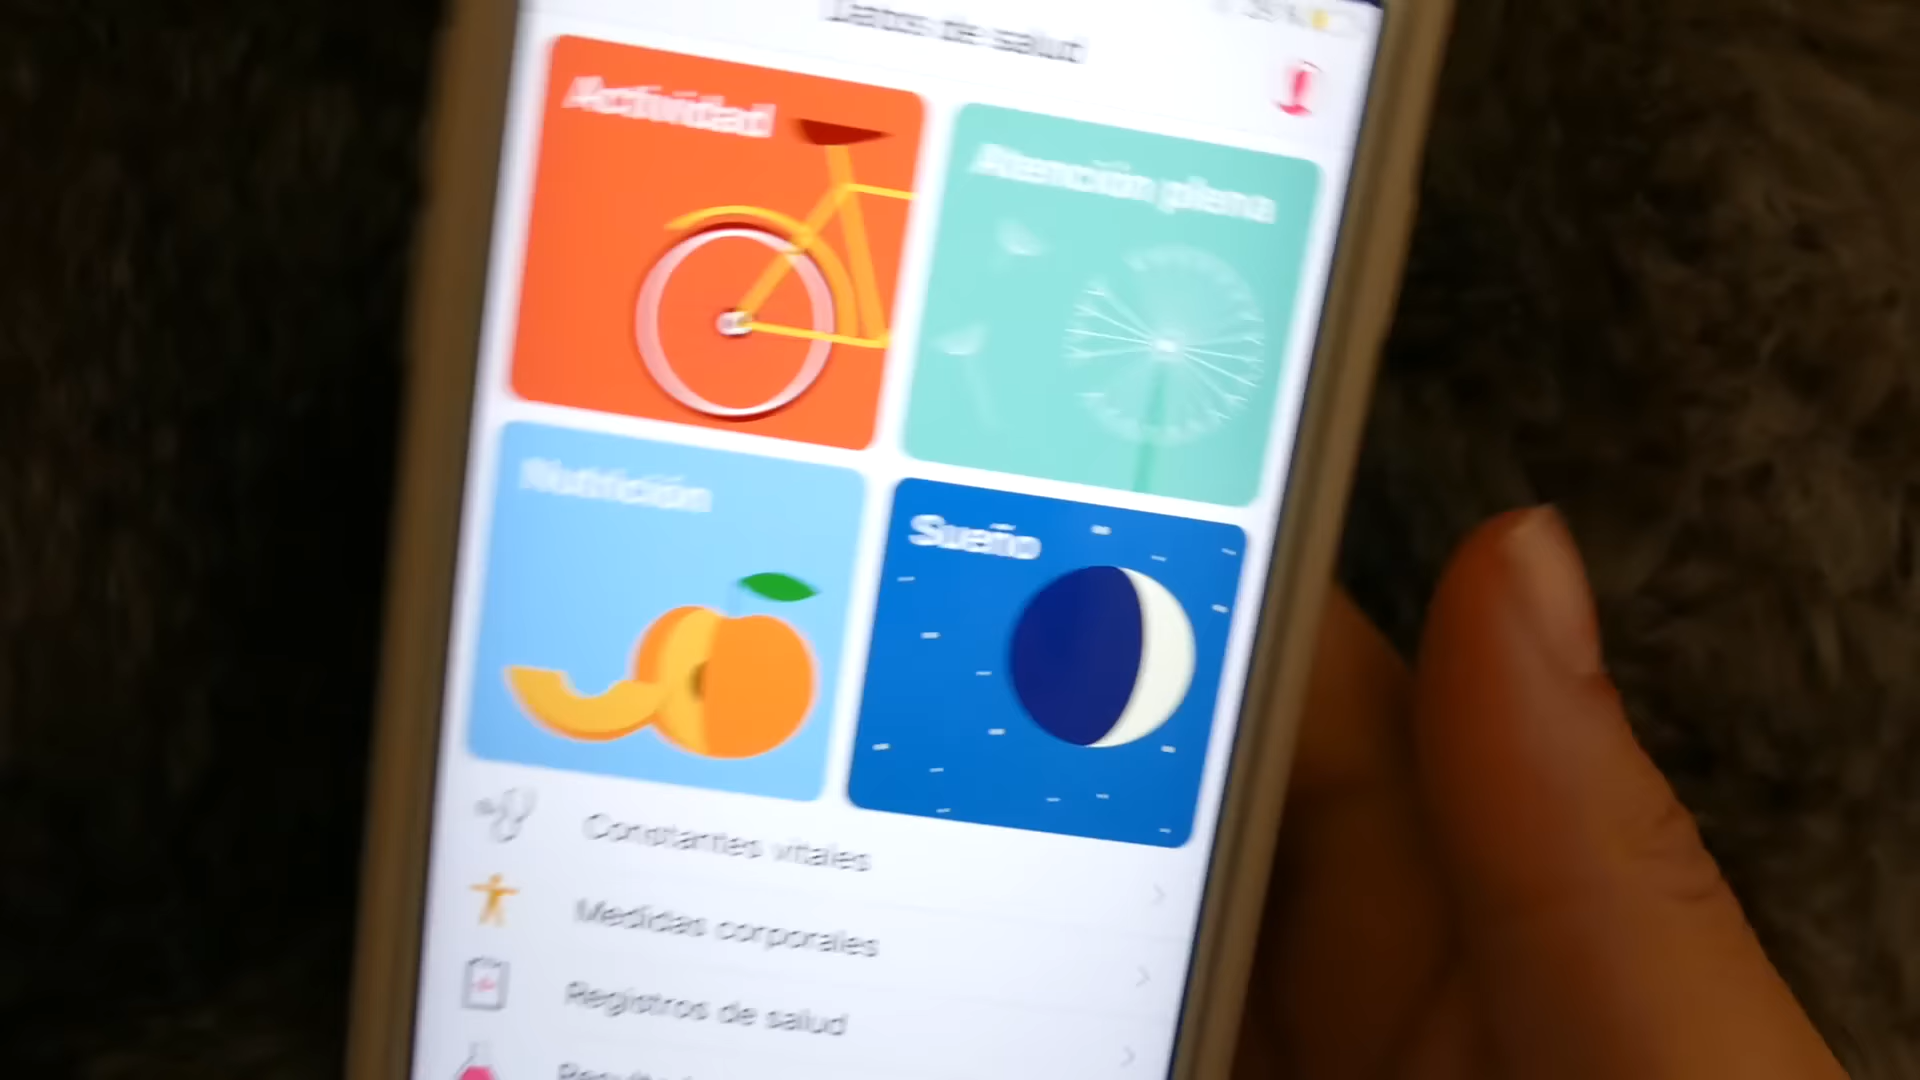 Datos de salud
Actividad
Atención plena
Nutrición
Sueño
Constantes vitales
Medidas corporales
Registros de salud